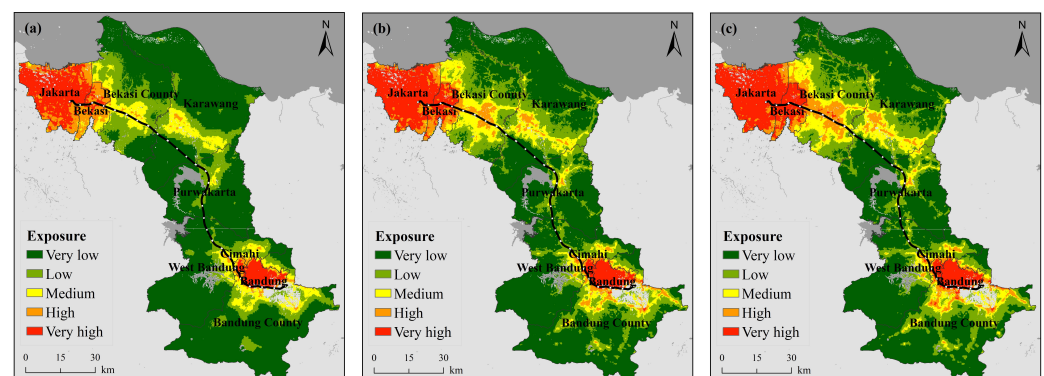 (a)
N
Jakarta
Bekasi County
Bekasi
Karawang
Purwakarta
Exposure
Very low
Low
Medium
High
Very high
Cimahi
West Bandung
Bandung
Bandung County
0 15 30
km
(b)
N
Jakarta
Bekasi County
Bekasi
Karawang
Purwakarta
Exposure
Very low
Low
Medium
High
Very high
Cimahi
West Bandung
Bandung
Bandung County
0 15 30
km
(c)
N
Jakarta
Bekasi County
Bekasi
Karawang
Purwakarta
Exposure
Very low
Low
Medium
High
Very high
Cimahi
West Bandung
Bandung
Bandung County
0 15 30
km